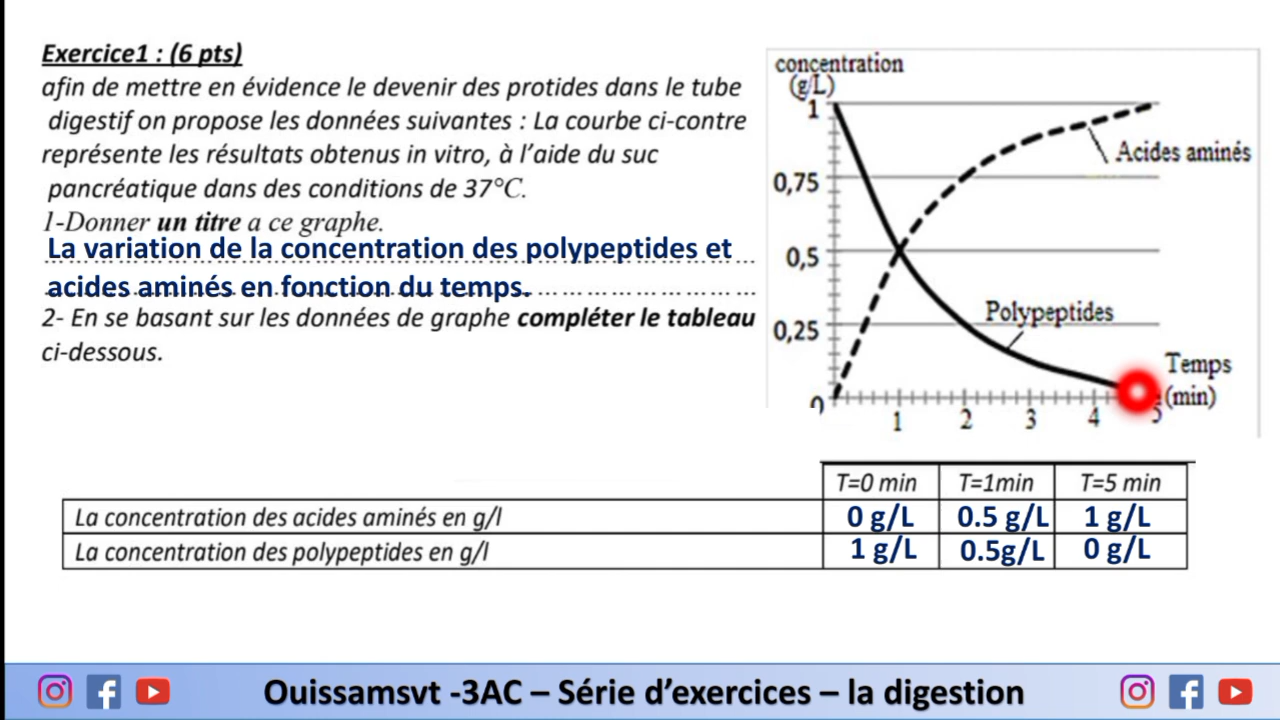 Exercice1 : (6 pts)
afin de mettre en évidence le devenir des protides dans le tube
digestif on propose les données suivantes : La courbe ci-contre
représente les résultats obtenus in vitro, à l'aide du suc
pancréatique dans des conditions de 37°C.
1-Donner un titre a ce graphe.
La variation de la concentration des polypeptides et
acides aminés en fonction du temps.
2- En se basant sur les données de graphe compléter le tableau
ci-dessous.
concentration
(g/L)
1
Acides aminés
0,75
0,5
Polypeptides
0,25
Temps
(min)
0
1 2 3 4 5
T=0 min T=1min T=5 min
La concentration des acides aminés en g/l 0 g/L 0.5 g/L 1 g/L
La concentration des polypeptides en g/l 1 g/L 0.5g/L 0 g/L
Ouissamsvt -3AC – Série d'exercices – la digestion